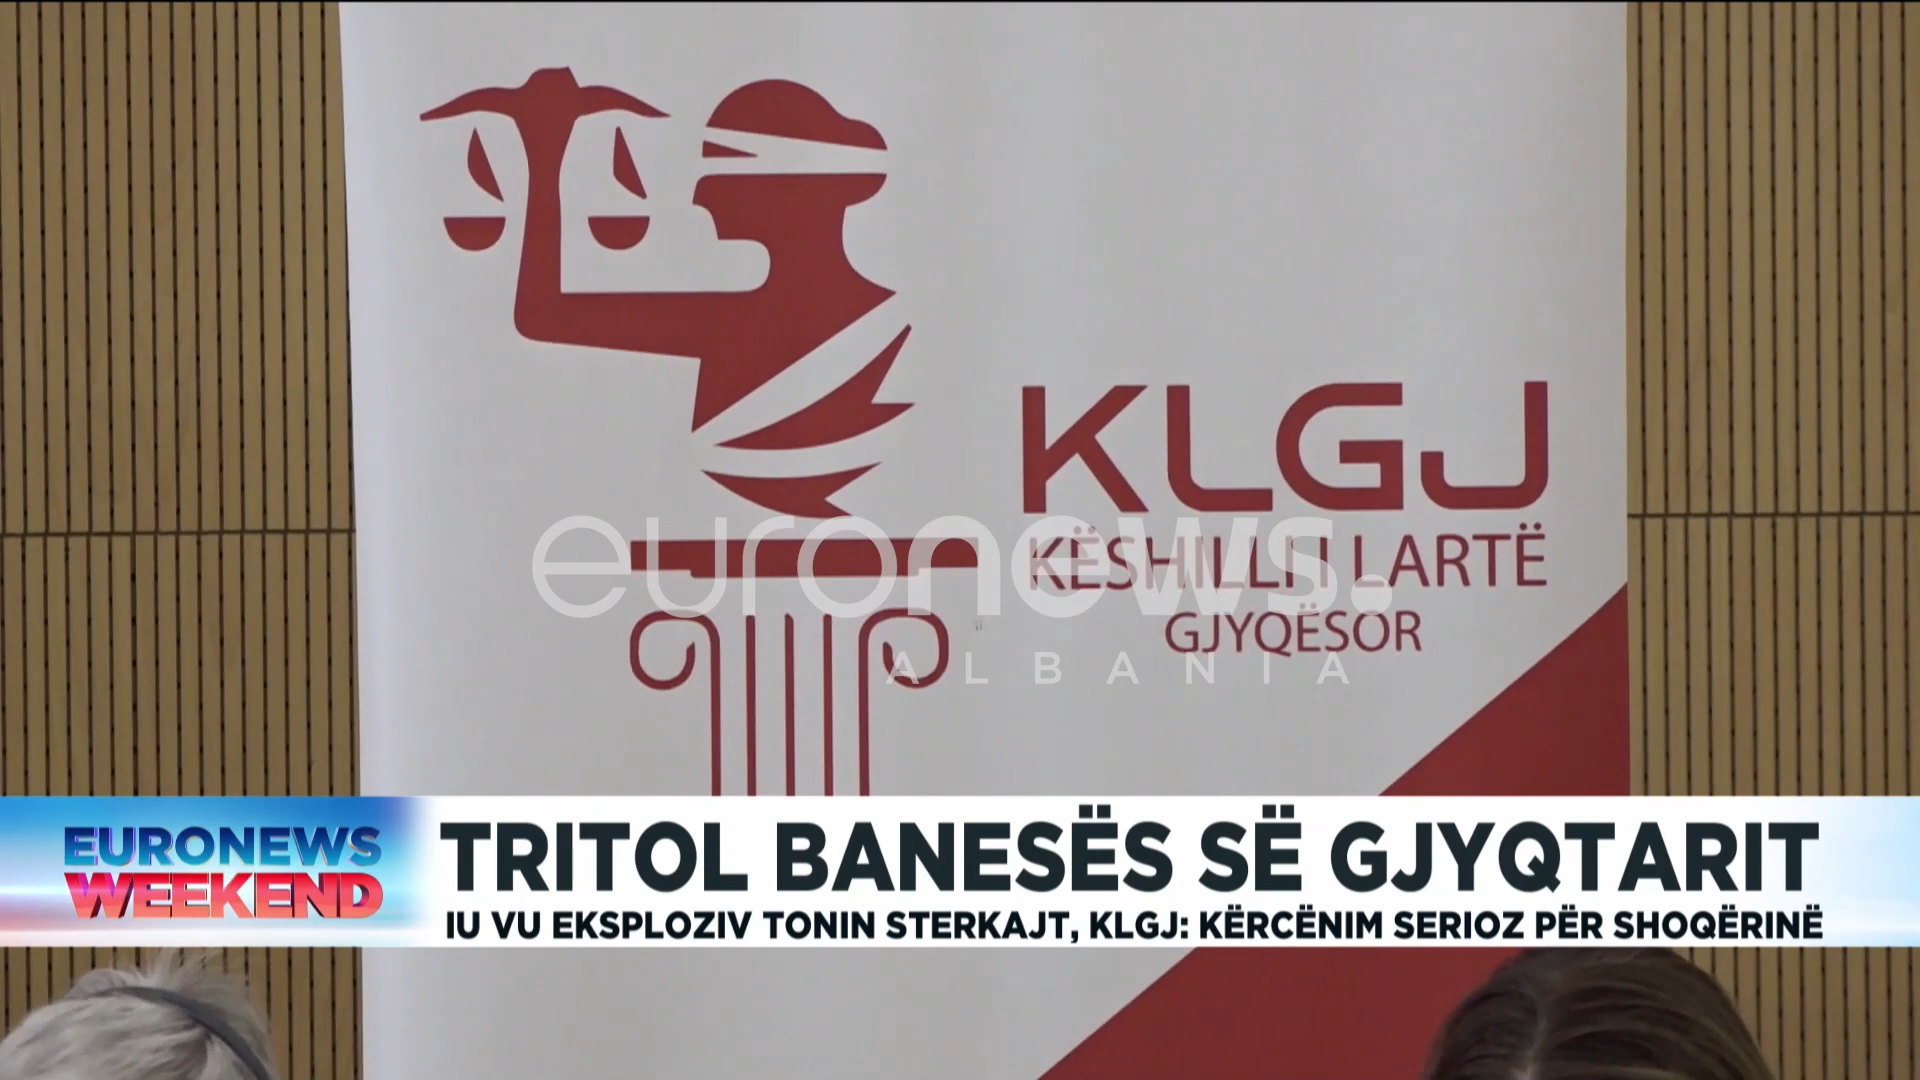 KLGJ
KËSHILLI I LARTË
GJYQËSOR
euronews.
ALBANIA
EURONEWS
WEEKEND
TRITOL BANESËS SË GJYQTARIT
IU VU EKSPLOZIV TONIN STERKAJT, KLGJ: KËRCËNIM SERIOZ PËR SHOQËRINË